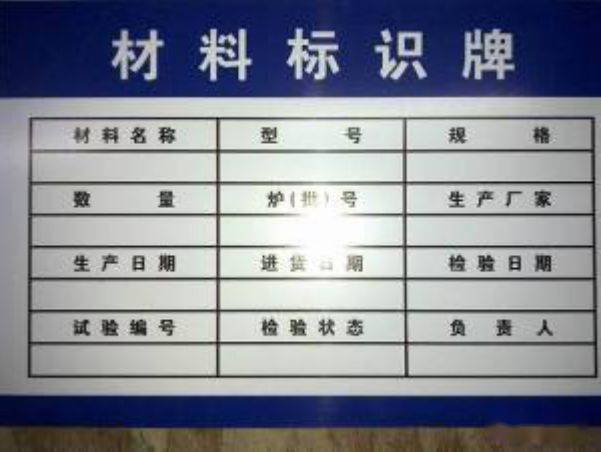 材料标识牌
材料名称 型号 规格
数量 炉(批)号 生产厂家
生产日期 进货日期 检验日期
试验编号 检验状态 负责人